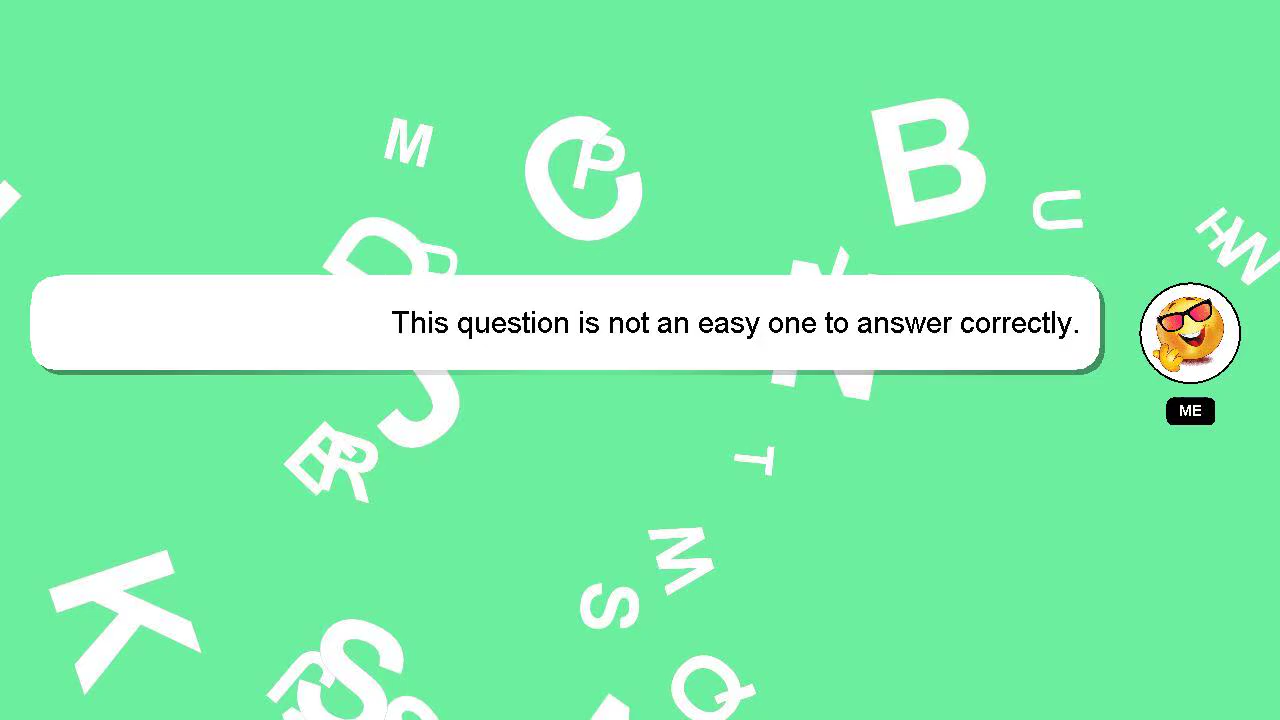 M
C
P
B
U
H
W
D
This question is not an easy one to answer correctly.
ME
J
N
R
T
K
M
S
S
Q